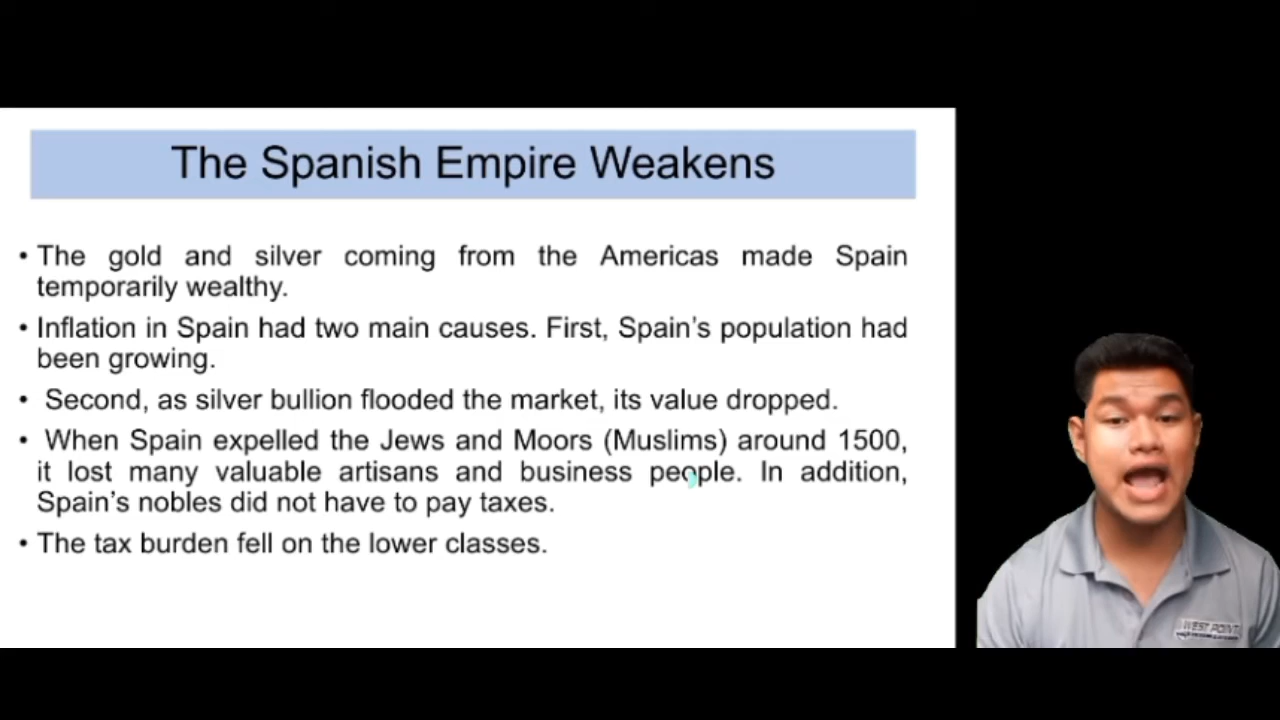 The Spanish Empire Weakens
• The gold and silver coming from the Americas made Spain
temporarily wealthy.
• Inflation in Spain had two main causes. First, Spain's population had
been growing.
• Second, as silver bullion flooded the market, its value dropped.
• When Spain expelled the Jews and Moors (Muslims) around 1500,
it lost many valuable artisans and business people. In addition,
Spain's nobles did not have to pay taxes.
• The tax burden fell on the lower classes.
WEST POINT